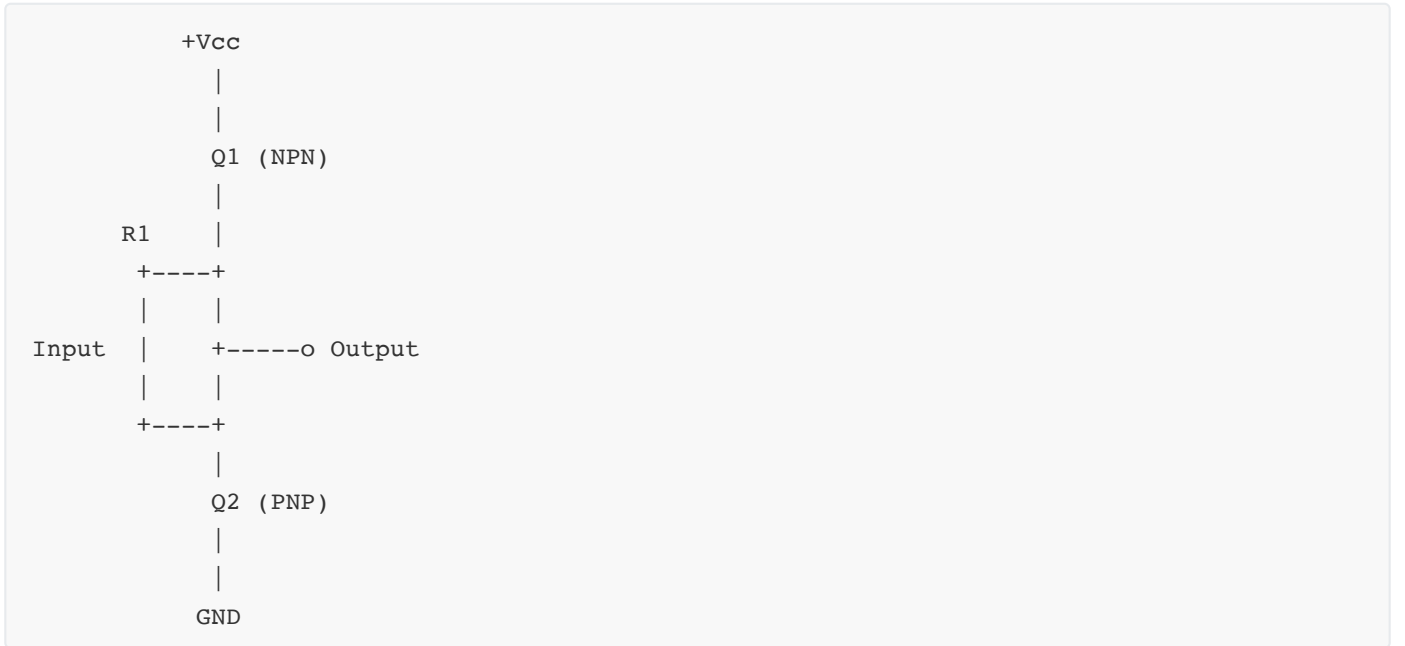 +Vcc
|
|
Q1 (NPN)
|
R1 |
+----+
| |
Input | +-----o Output
| |
+----+
|
Q2 (PNP)
|
|
GND